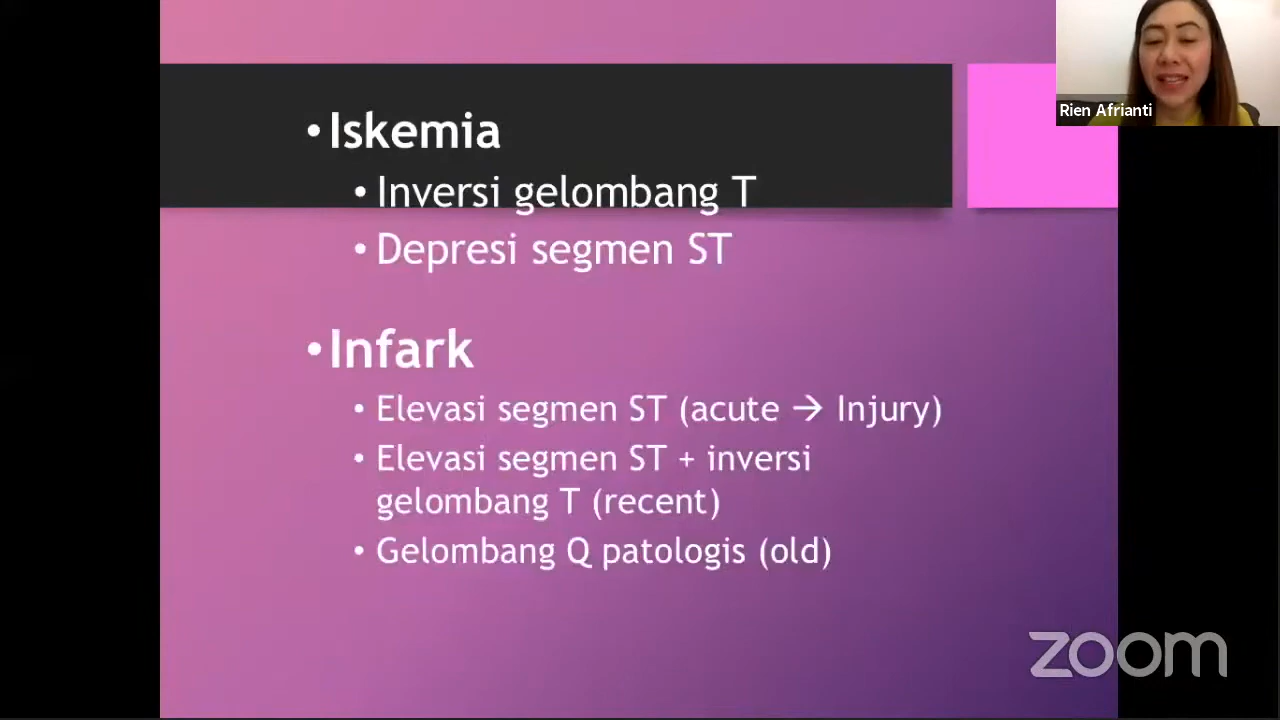 Rien Afrianti
•Iskemia
•Inversi gelombang T
•Depresi segmen ST
•Infark
•Elevasi segmen ST (acute → Injury)
•Elevasi segmen ST + inversi
gelombang T (recent)
•Gelombang Q patologis (old)
zoom